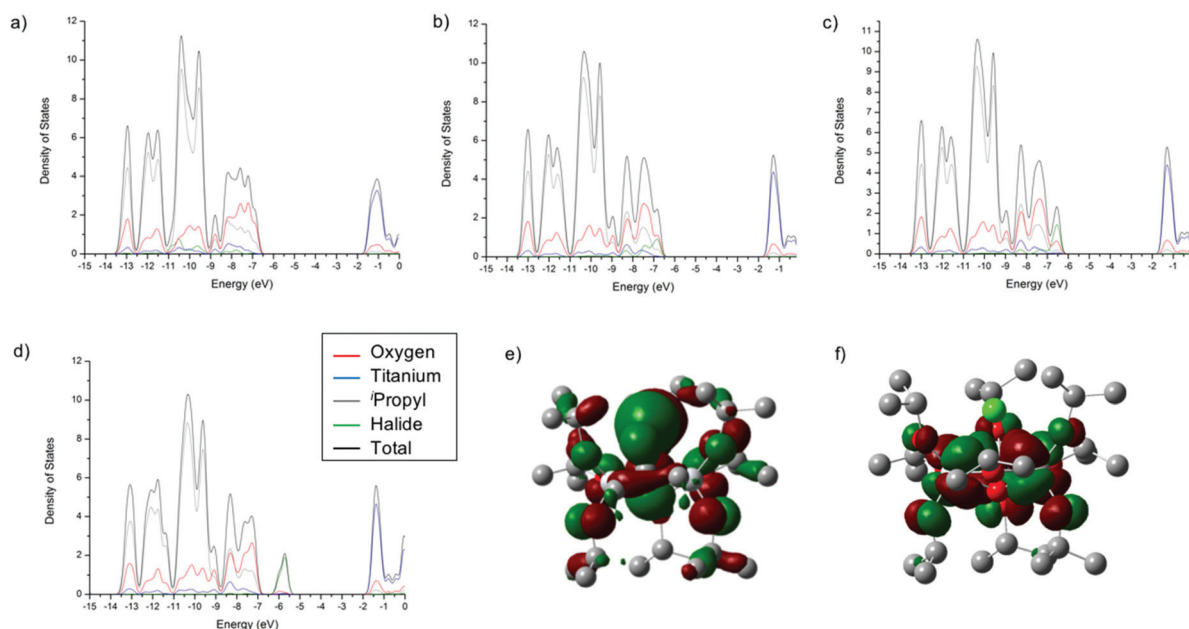 a)
12
10
8
6
4
2
0
Density of States
-15 -14 -13 -12 -11 -10 -9 -8 -7 -6 -5 -4 -3 -2 -1 0
Energy (eV)
b)
12
10
8
6
4
2
0
Density of States
-15 -14 -13 -12 -11 -10 -9 -8 -7 -6 -5 -4 -3 -2 -1
Energy (eV)
c)
11
10
9
8
7
6
5
4
3
2
1
0
Desnity of States
-15 -14 -13 -12 -11 -10 -9 -8 -7 -6 -5 -4 -3 -2 -1
Energy (eV)
d)
12
10
8
6
4
2
0
Density of States
-15 -14 -13 -12 -11 -10 -9 -8 -7 -6 -5 -4 -3 -2 -1 0
Energy (eV)
Oxygen
Titanium
iPropyl
Halide
Total
e)
f)